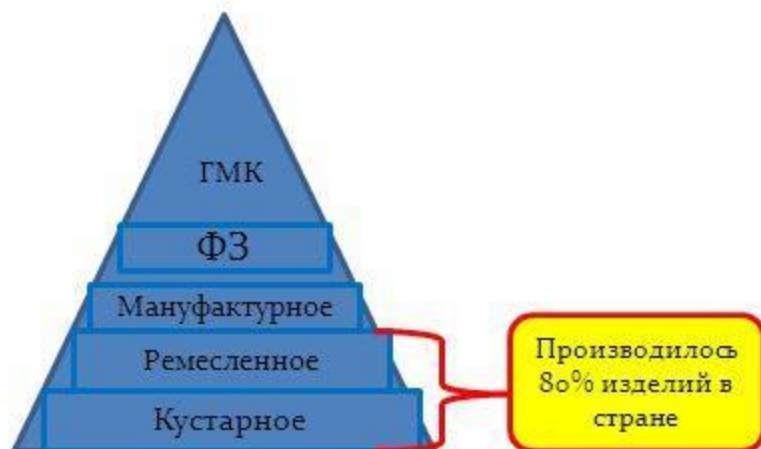 ГМК
ФЗ
Мануфактурное
Ремесленное
Кустарное
Производилось
80% изделий в
стране